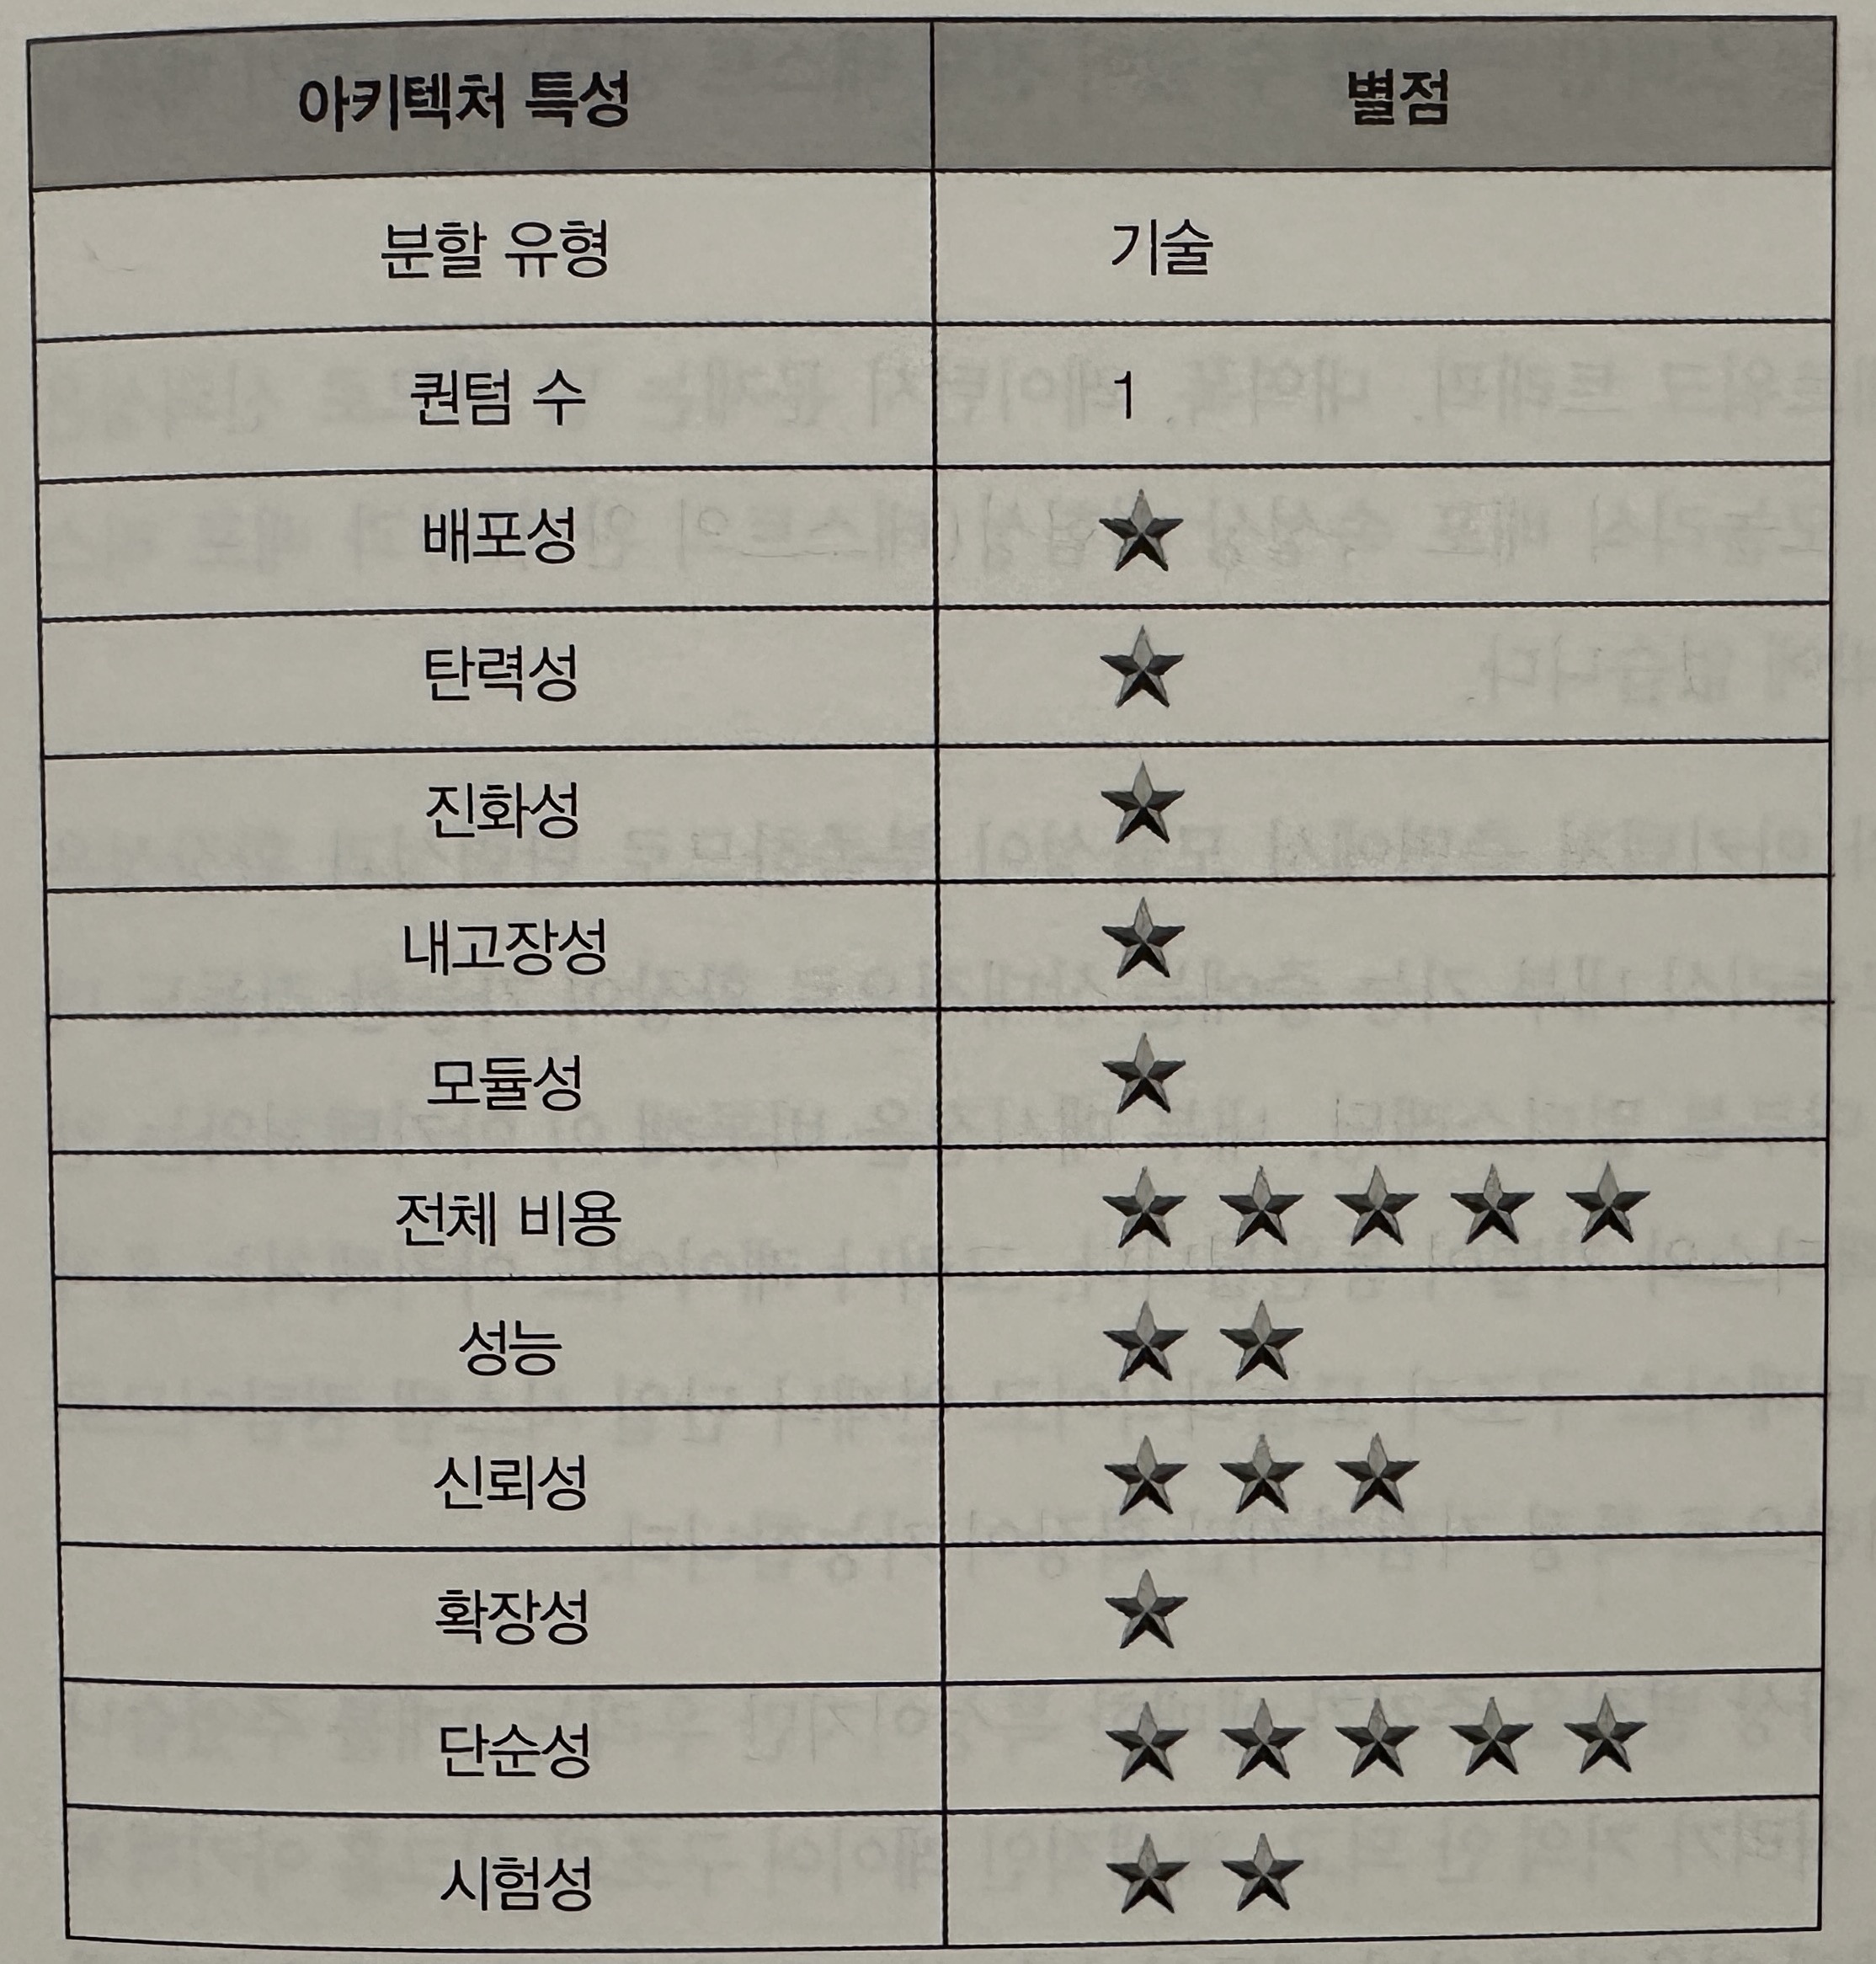 아키텍처 특성 별점
분할 유형 기술
퀀텀 수 1
배포성 ★
탄력성 ★
진화성 ★
내고장성 ★
모듈성 ★
전체 비용 ★★★★★
성능 ★★
신뢰성 ★★★
확장성 ★
단순성 ★★★★★
시험성 ★★